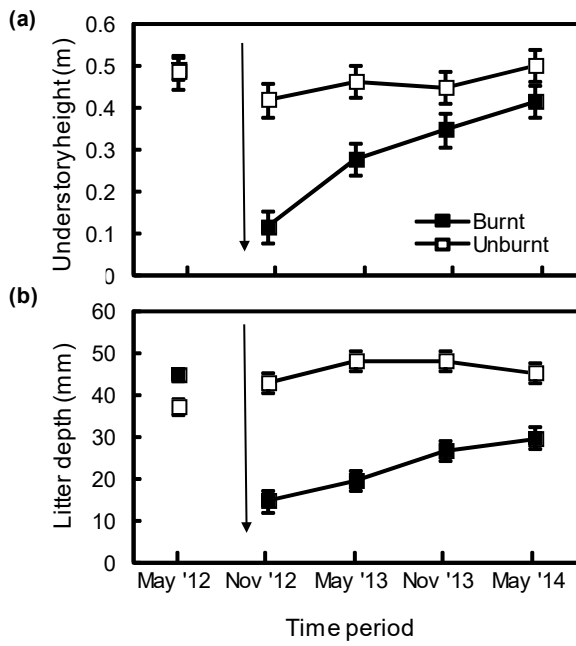 (a)
0.6
0.5
0.4
0.3
0.2
0.1
0
Understoryheight (m)
Burnt
Unburnt
(b)
60
50
40
30
20
10
0
Litter depth (mm)
May '12 Nov '12 May '13 Nov '13 May '14
Time period